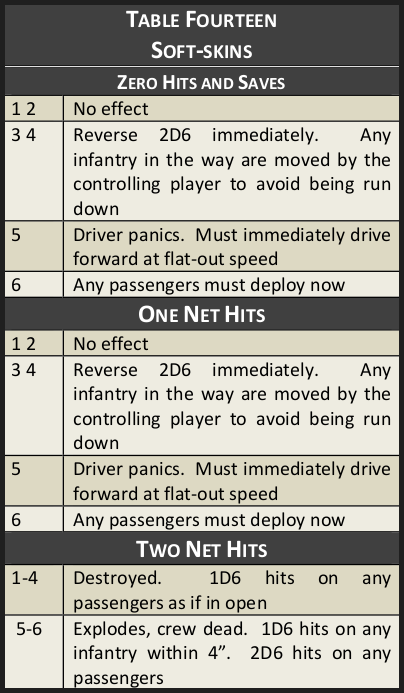 TABLE FOURTEEN
SOFT-SKINS
ZERO HITS AND SAVES
1 2 No effect
3 4 Reverse 2D6 immediately. Any
infantry in the way are moved by the
controlling player to avoid being run
down
5 Driver panics. Must immediately drive
forward at flat-out speed
6 Any passengers must deploy now
ONE NET HITS
1 2 No effect
3 4 Reverse 2D6 immediately. Any
infantry in the way are moved by the
controlling player to avoid being run
down
5 Driver panics. Must immediately drive
forward at flat-out speed
6 Any passengers must deploy now
TWO NET HITS
1-4 Destroyed. 1D6 hits on any
passengers as if in open
5-6 Explodes, crew dead. 1D6 hits on any
infantry within 4”. 2D6 hits on any
passengers